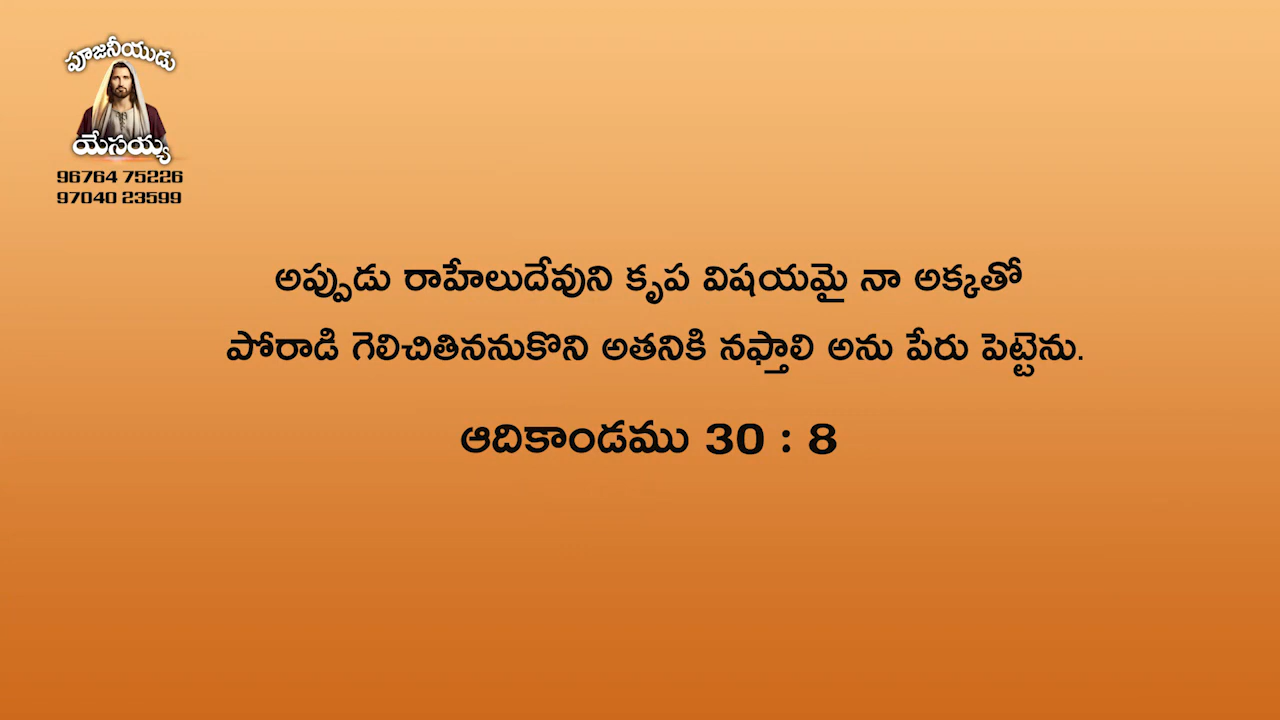 పూజనీయుడు
యేసయ్య
96764 75226
97040 23599
అప్పుడు రాహేలుదేవుని కృప విషయమై నా అక్కతో
పోరాడి గెలిచితిననుకొని అతనికి నఫ్తాలి అను పేరు పెట్టెను.
ఆదికాండము 30 : 8